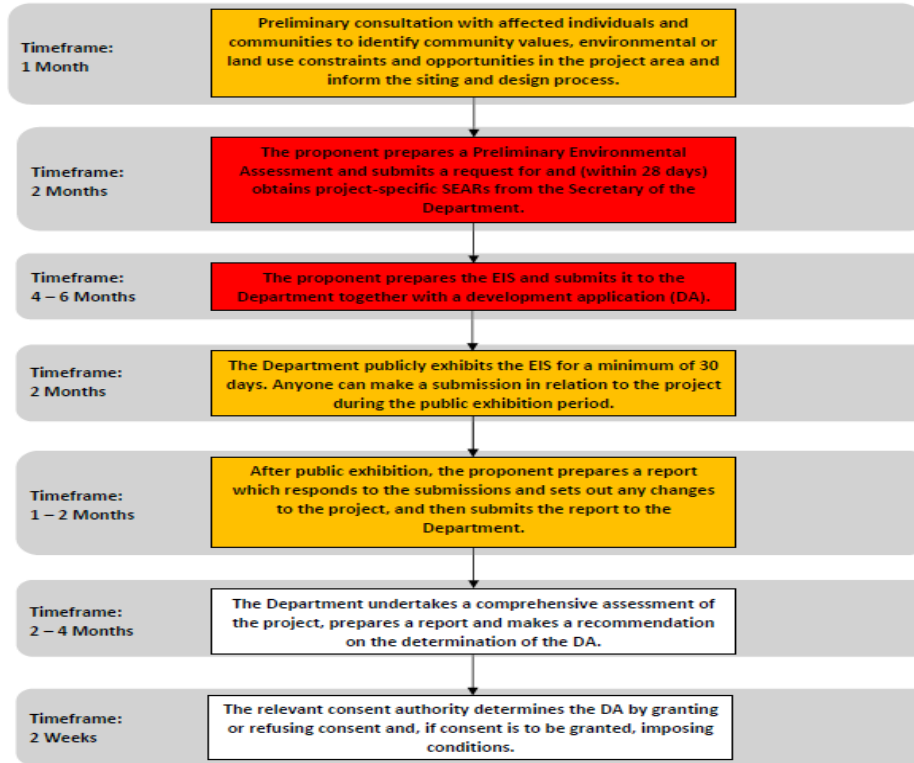 Timeframe:
1 Month
Preliminary consultation with affected individuals and
communities to identify community values, environmental or
land use constraints and opportunities in the project area and
inform the siting and design process.
Timeframe:
2 Months
The proponent prepares a Preliminary Environmental
Assessment and submits a request for and (within 28 days)
obtains project-specific SEARs from the Secretary of the
Department.
Timeframe:
4 – 6 Months
The proponent prepares the EIS and submits it to the
Department together with a development application (DA).
Timeframe:
2 Months
The Department publicly exhibits the EIS for a minimum of 30
days. Anyone can make a submission in relation to the project
during the public exhibition period.
Timeframe:
1 – 2 Months
After public exhibition, the proponent prepares a report
which responds to the submissions and sets out any changes
to the project, and then submits the report to the
Department.
Timeframe:
2 – 4 Months
The Department undertakes a comprehensive assessment of
the project, prepares a report and makes a recommendation
on the determination of the DA.
Timeframe:
2 Weeks
The relevant consent authority determines the DA by granting
or refusing consent and, if consent is to be granted, imposing
conditions.